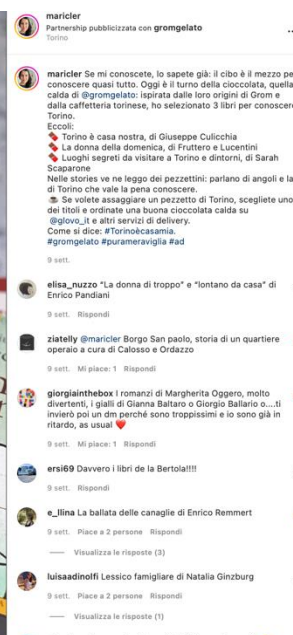 maricler
Partnership pubblicizzata con gromgelato
Torino
maricler Se mi conoscete, lo sapete già: il cibo è il mezzo pe
conoscere quasi tutto. Oggi è il turno della cioccolata, quella
calda di @gromgelato: ispirata dalle loro origini di Grom e
dalla caffetteria torinese, ho selezionato 3 libri per conoscer
Torino.
Eccoli:
Torino è casa nostra, di Giuseppe Culicchia
La donna della domenica, di Fruttero e Lucentini
Luoghi segreti da visitare a Torino e dintorni, di Sarah
Scaparone
Nelle stories ve ne leggo dei pezzettini: parlano di angoli e la
di Torino che vale la pena conoscere.
Se volete assaggiare un pezzetto di Torino, scegliete uno
dei titoli e ordinate una buona cioccolata calda su
@glovo_it e altri servizi di delivery.
Come si dice: #Torinoècasamia.
#gromgelato #purameraviglia #ad
9 sett.
elisa_nuzzo "La donna di troppo" e "lontano da casa" di
Enrico Pandiani
9 sett. Rispondi
ziatelly @maricler Borgo San paolo, storia di un quartiere
operaio a cura di Calosso e Ordazzo
9 sett. Mi piace: 1 Rispondi
giorgiainthebox I romanzi di Margherita Oggero, molto
divertenti, i gialli di Gianna Baltaro o Giorgio Ballario o....ti
invierò poi un dm perché sono troppissimi e io sono già in
ritardo, as usual ❤️
9 sett. Mi piace: 1 Rispondi
ersi69 Davvero i libri de la Bertola!!!!
9 sett. Rispondi
e_llina La ballata delle canaglie di Enrico Remmert
9 sett. Piace a 2 persone Rispondi
Visualizza le risposte (3)
luisaadinolfi Lessico famigliare di Natalia Ginzburg
9 sett. Piace a 2 persone Rispondi
Visualizza le risposte (1)